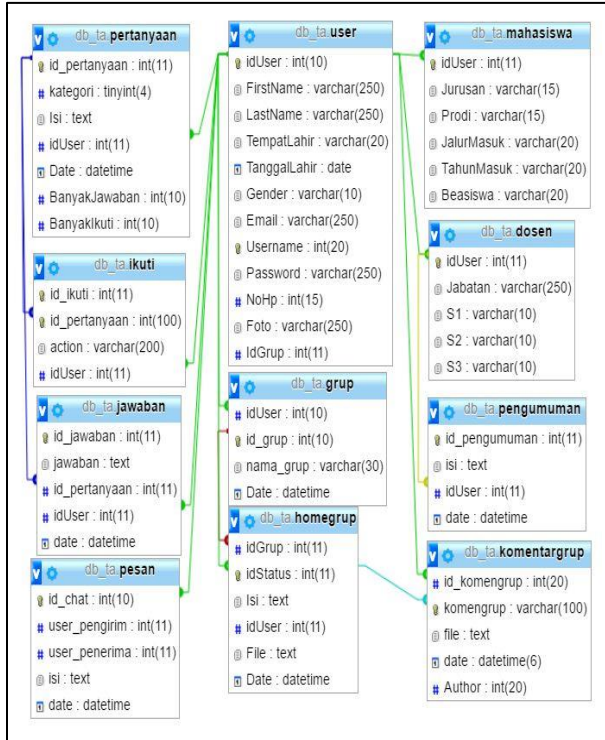 db_ta.pertanyaan
id_pertanyaan : int(11)
kategori : tinyint(4)
Isi : text
idUser : int(11)
Date : datetime
BanyakJawaban : int(10)
BanyakIkuti : int(10)
db_ta.ikuti
id_ikuti : int(11)
id_pertanyaan : int(100)
action : varchar(200)
idUser : int(11)
db_ta.jawaban
id_jawaban : int(11)
jawaban : text
id_pertanyaan : int(11)
idUser : int(11)
date : datetime
db_ta.pesan
id_chat : int(10)
user_pengirim : int(11)
user_penerima : int(11)
isi : text
date : datetime
db_ta.user
idUser : int(10)
FirstName : varchar(250)
LastName : varchar(250)
TempatLahir : varchar(20)
TanggalLahir : date
Gender : varchar(10)
Email : varchar(250)
Username : int(20)
Password : varchar(250)
NoHp : int(15)
Foto : varchar(250)
IdGrup : int(11)
db_ta.grup
idUser : int(10)
id_grup : int(10)
nama_grup : varchar(30)
Date : datetime
db_ta.homegrup
idGrup : int(11)
idStatus : int(11)
Isi : text
idUser : int(11)
File : text
Date : datetime
db_ta.mahasiswa
idUser : int(11)
Jurusan : varchar(15)
Prodi : varchar(15)
JalurMasuk : varchar(20)
TahunMasuk : varchar(20)
Beasiswa : varchar(20)
db_ta.dosen
idUser : int(11)
Jabatan : varchar(250)
S1 : varchar(10)
S2 : varchar(10)
S3 : varchar(10)
db_ta.pengumuman
id_pengumuman : int(11)
isi : text
idUser : int(11)
date : datetime
db_ta.komentargrup
id_komengrup : int(20)
komengrup : varchar(100)
file : text
date : datetime(6)
Author : int(20)